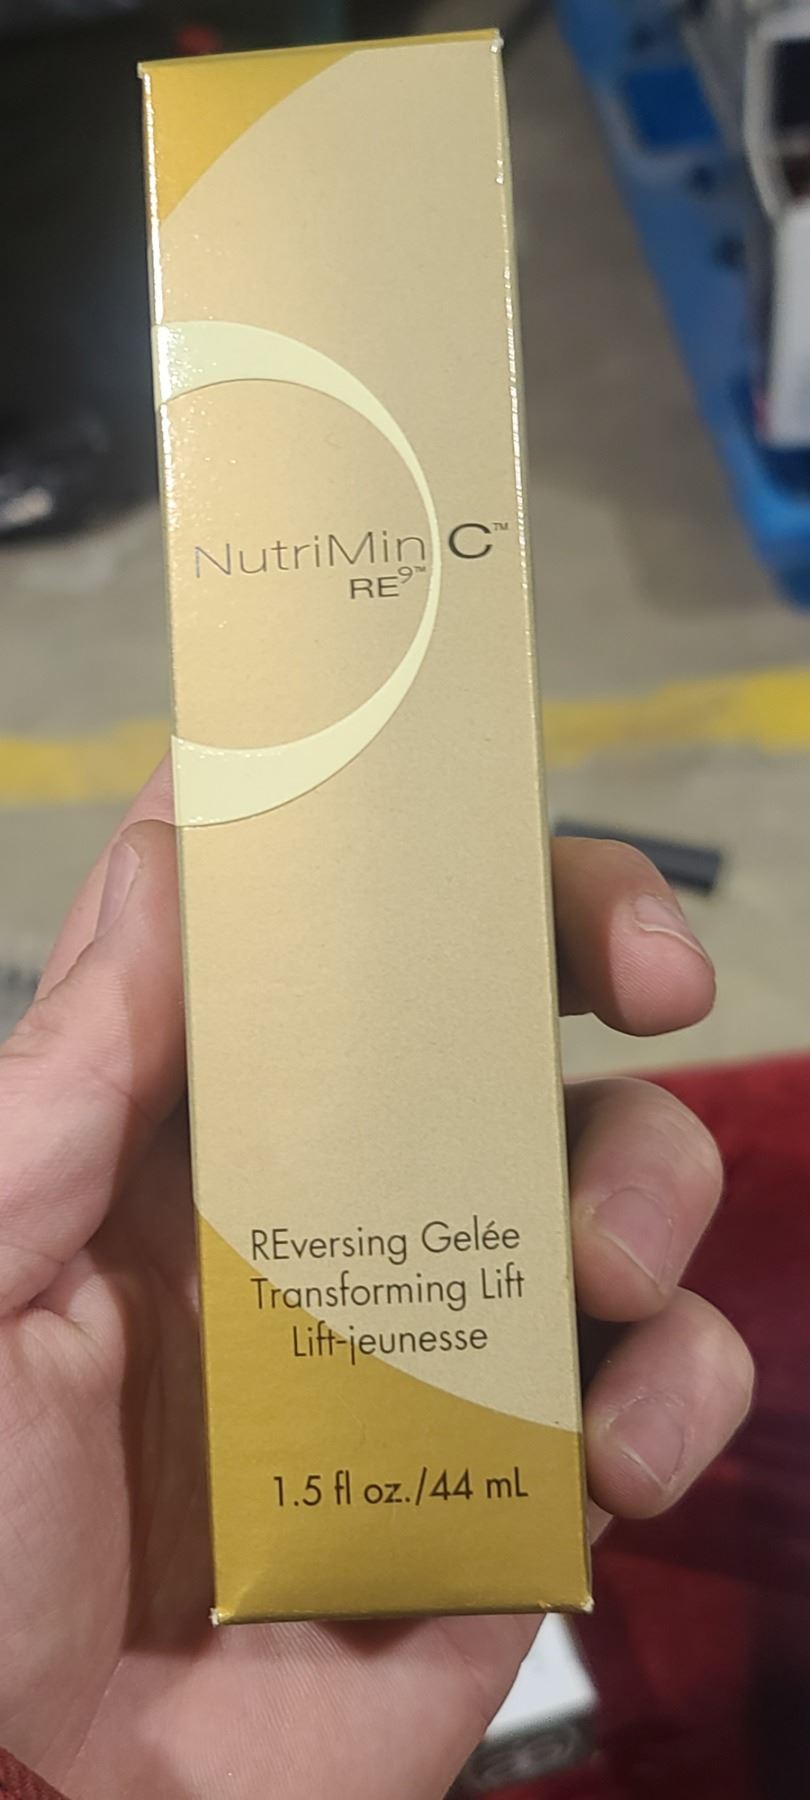 NutriMin C™
RE⁹™
REversing Gelée
Transforming Lift
Lift-jeunesse
1.5 fl oz./44 mL